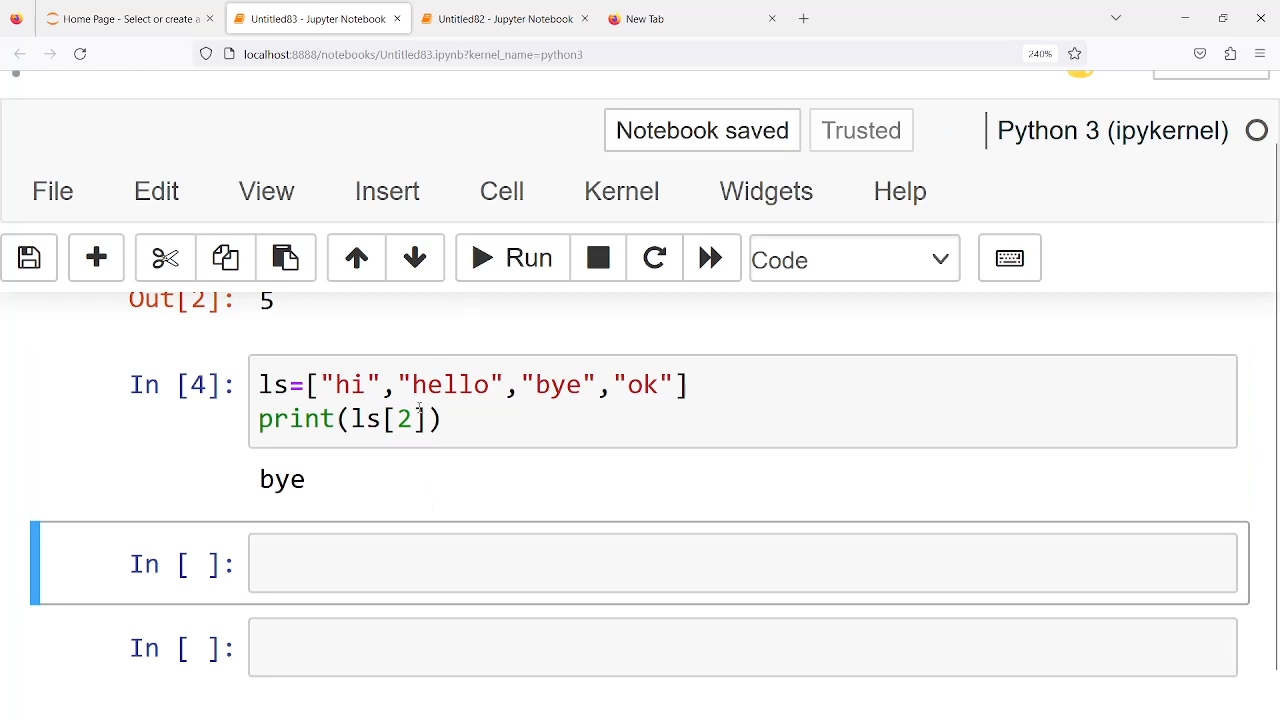 Home Page - Select or create a
Untitled83 - Jupyter Notebook
Untitled82 - Jupyter Notebook
New Tab
localhost:8888/notebooks/Untitled83.ipynb?kernel_name=python3
240%
Notebook saved
Trusted
Python 3 (ipykernel)
File
Edit
View
Insert
Cell
Kernel
Widgets
Help
Run
Code
Out[2]: 5
In [4]: ls=["hi","hello","bye","ok"]
print(ls[2])
bye
In [ ]:
In [ ]: